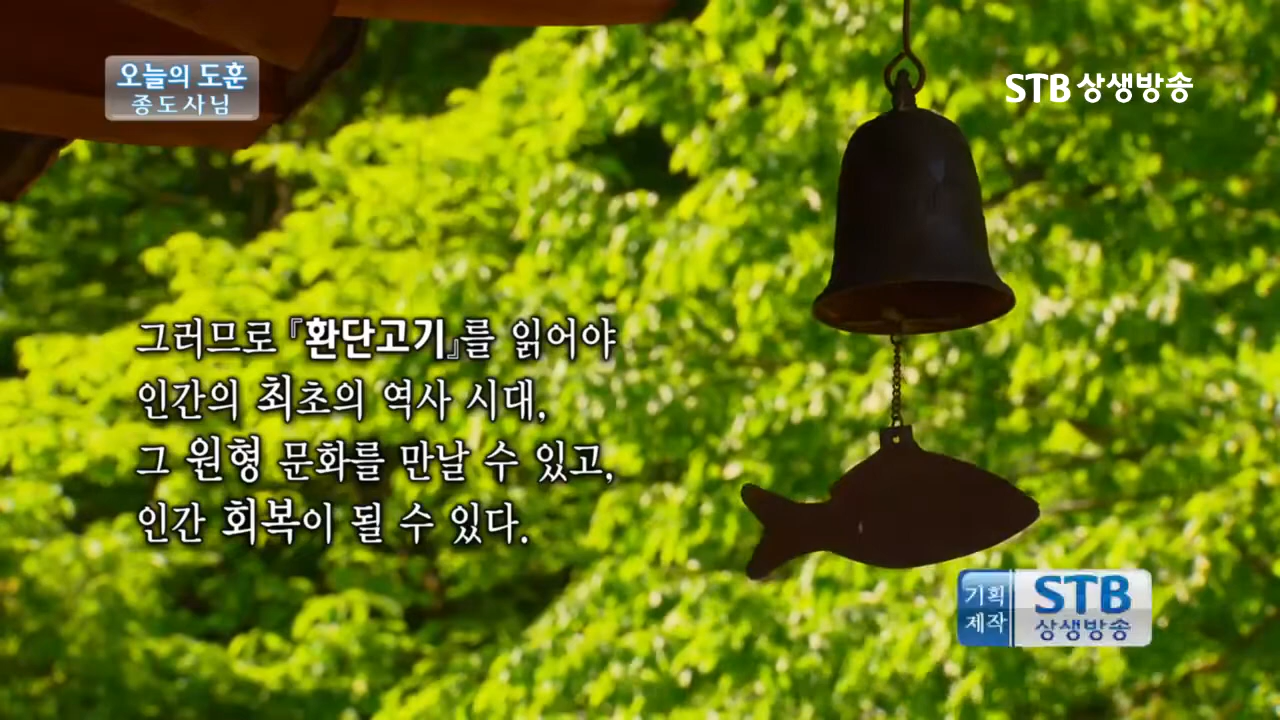 오늘의 도훈
종도사님
STB 상생방송
그러므로 『환단고기』를 읽어야
인간의 최초의 역사 시대,
그 원형 문화를 만날 수 있고,
인간 회복이 될 수 있다.
기획
제작
STB
상생방송